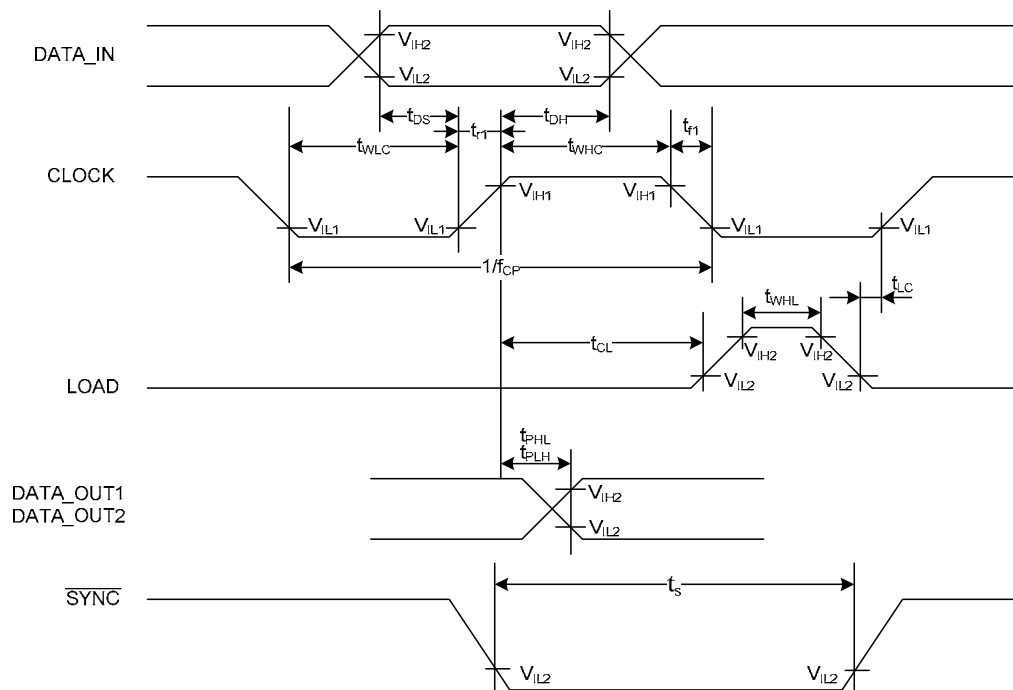 DATA_IN
VIH2
VIH2
VIL2
VIL2
tDS
tr1
tDH
tf1
tWLC
tWHC
CLOCK
VIH1
VIH1
VIL1
VIL1
VIL1
VIL1
1/fCP
tLC
tWHL
tCL
VIH2
VIH2
LOAD
VIL2
VIL2
tPHL
tPLH
DATA_OUT1
DATA_OUT2
VIH2
VIL2
SYNC
ts
VIL2
VIL2